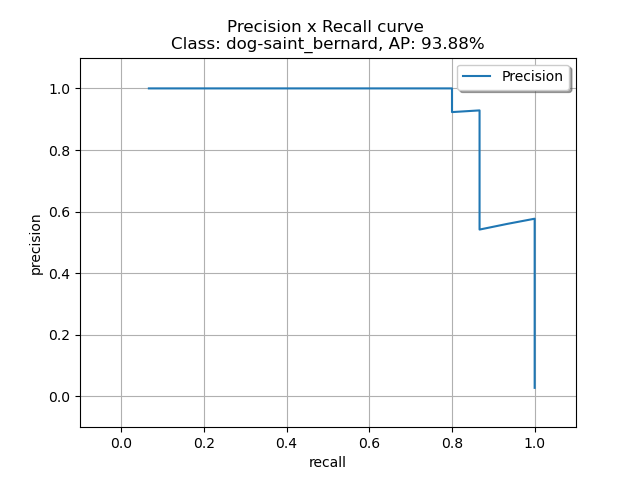 Precision x Recall curve
Class: dog-saint_bernard, AP: 93.88%
Precision
1.0
0.8
0.6
0.4
0.2
0.0
precision
0.0 0.2 0.4 0.6 0.8 1.0
recall